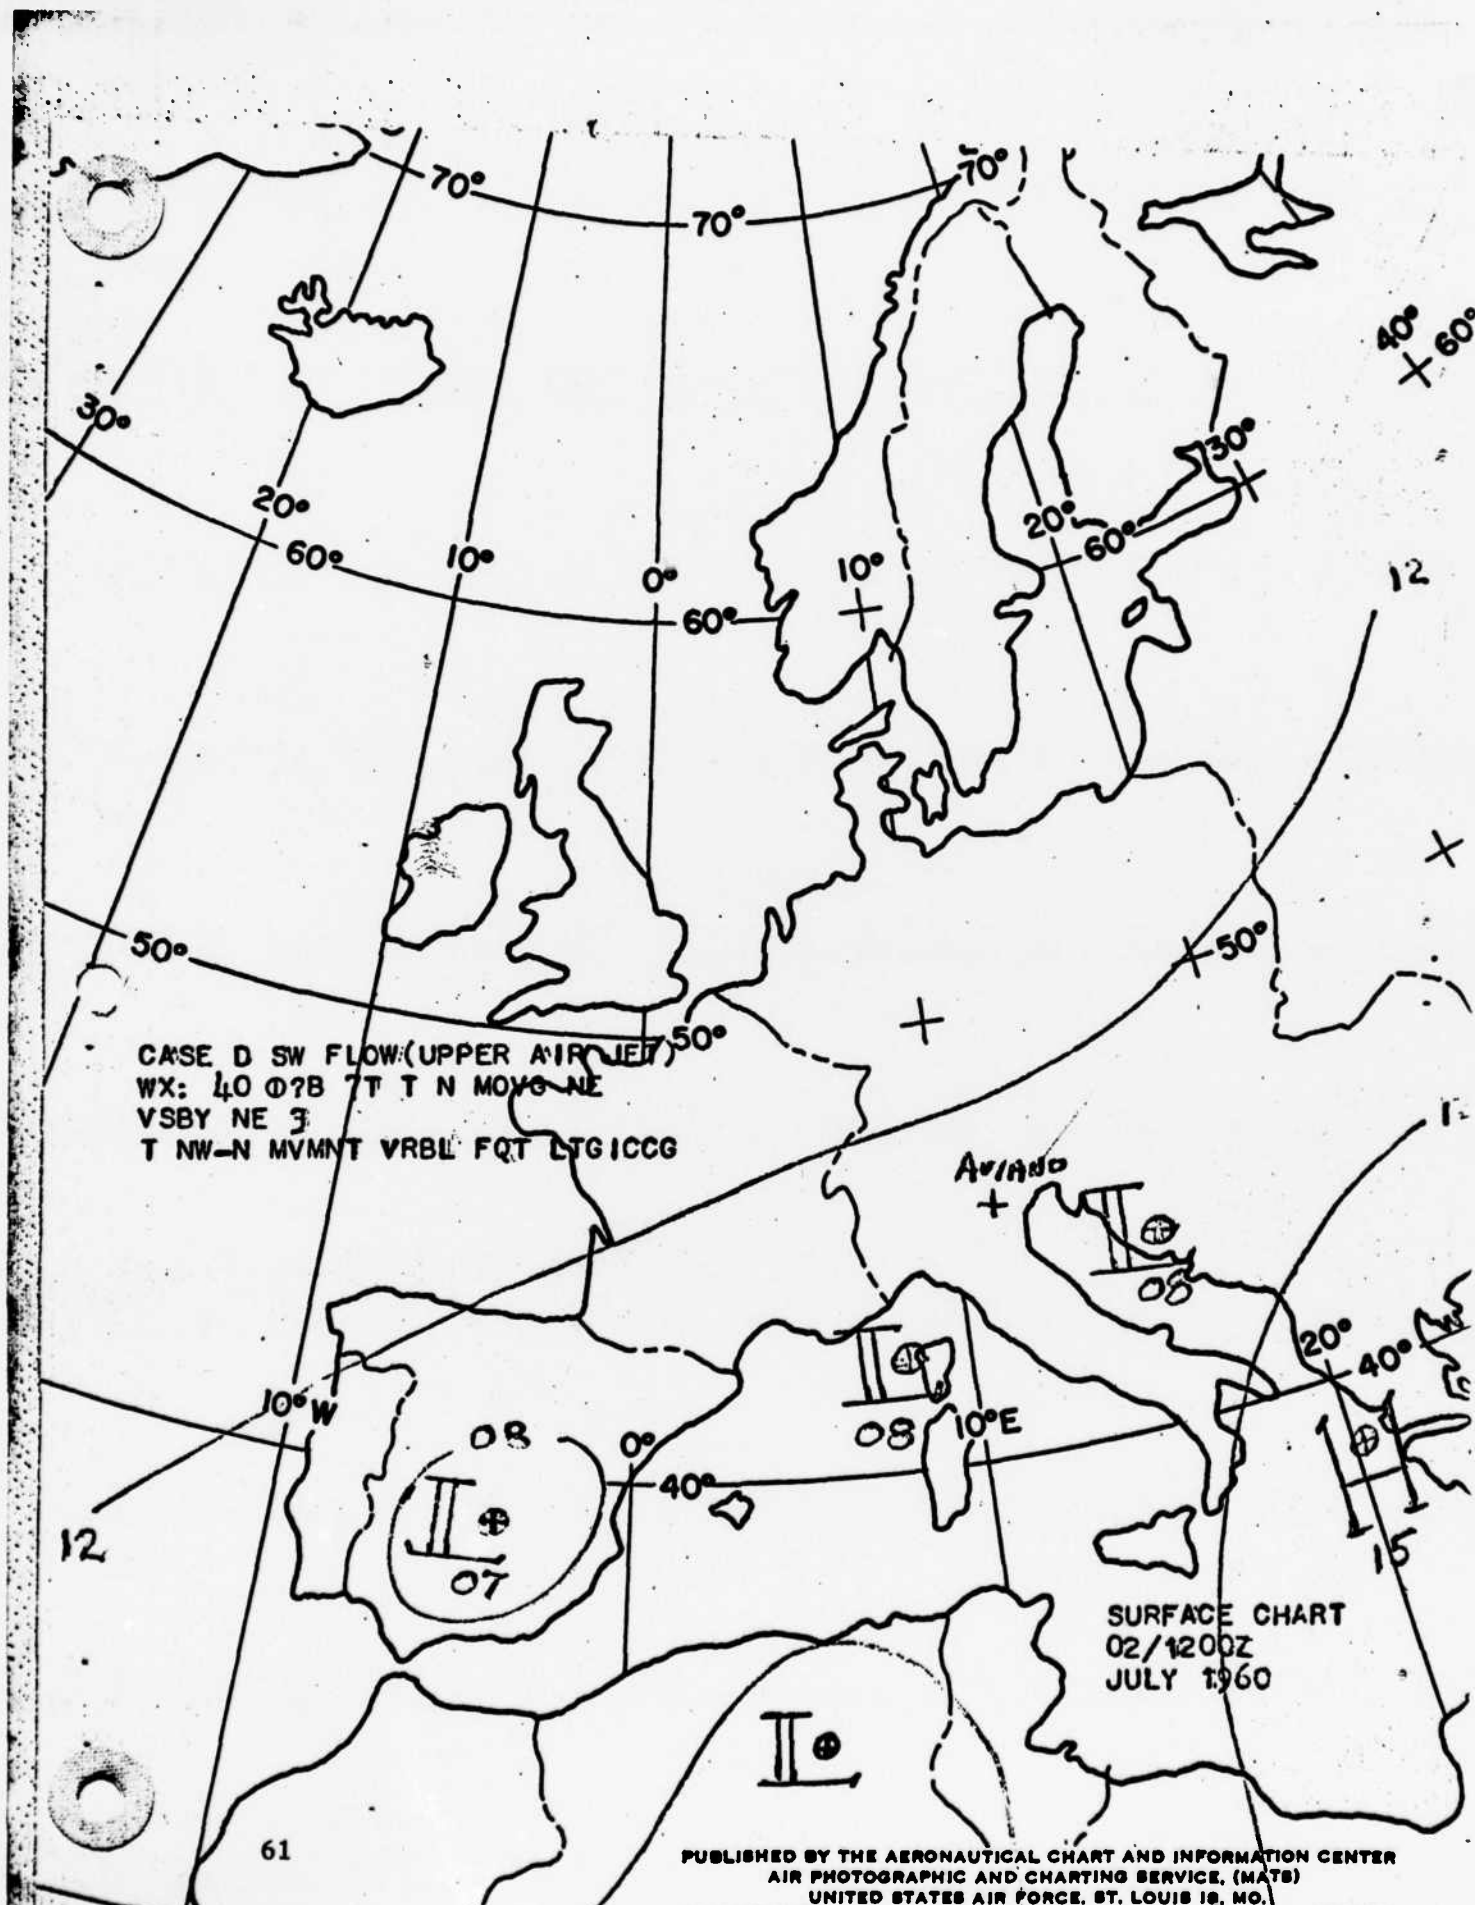 70°
70°
70°
40°
60°
30°
30°
20°
20°
60°
60°
10°
10°
0°
60°
12
50°
50°
50°
CASE D SW FLOW (UPPER AIR JET)
WX: 40 ⦶?B 7T T N MOVG NE
VSBY NE 3
T NW-N MVMNT VRBL FQT LTGICCG
AVIANO
08
20°
40°
10° W
08
0°
08
10°E
40°
12
07
15
SURFACE CHART
02/1200Z
JULY 1960
61
PUBLISHED BY THE AERONAUTICAL CHART AND INFORMATION CENTER
AIR PHOTOGRAPHIC AND CHARTING SERVICE, (MATS)
UNITED STATES AIR FORCE, ST. LOUIS 18, MO.